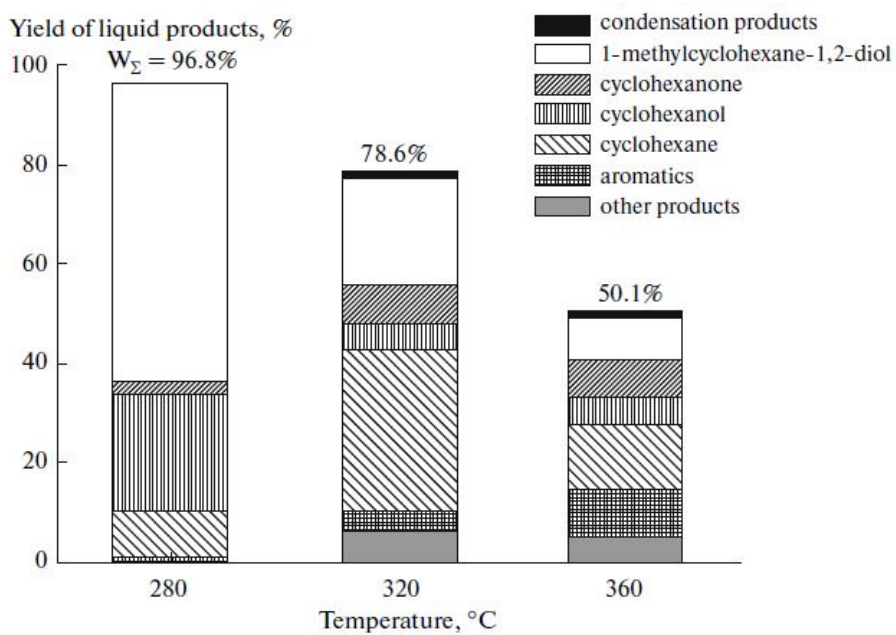 Yield of liquid products, %
W_Σ = 96.8%
100
80
60
40
20
0
78.6%
50.1%
condensation products
1-methylcyclohexane-1,2-diol
cyclohexanone
cyclohexanol
cyclohexane
aromatics
other products
280 320 360
Temperature, °C